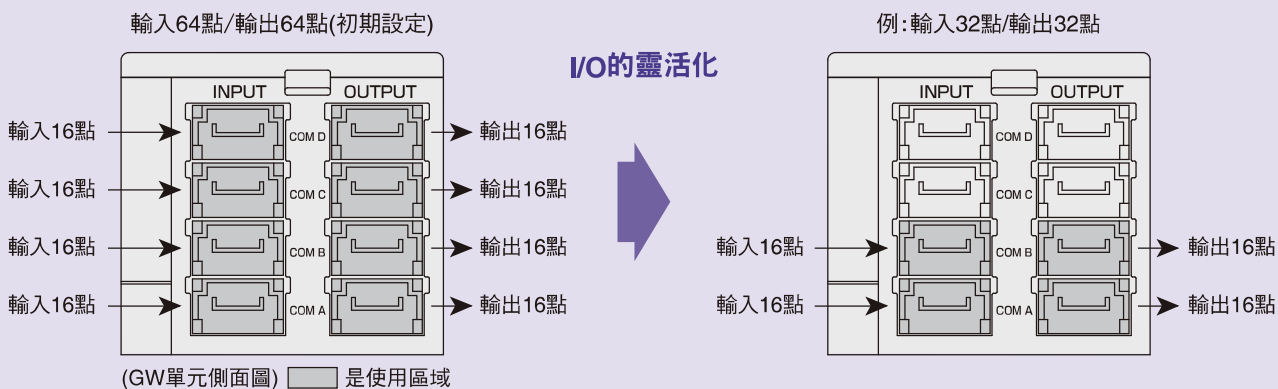 輸入64點/輸出64點(初期設定)
INPUT OUTPUT
輸入16點 COM D 輸出16點
輸入16點 COM C 輸出16點
輸入16點 COM B 輸出16點
輸入16點 COM A 輸出16點
(GW單元側面圖) 是使用區域
I/O的靈活化
例:輸入32點/輸出32點
INPUT OUTPUT
COM D
COM C
輸入16點 COM B 輸出16點
輸入16點 COM A 輸出16點